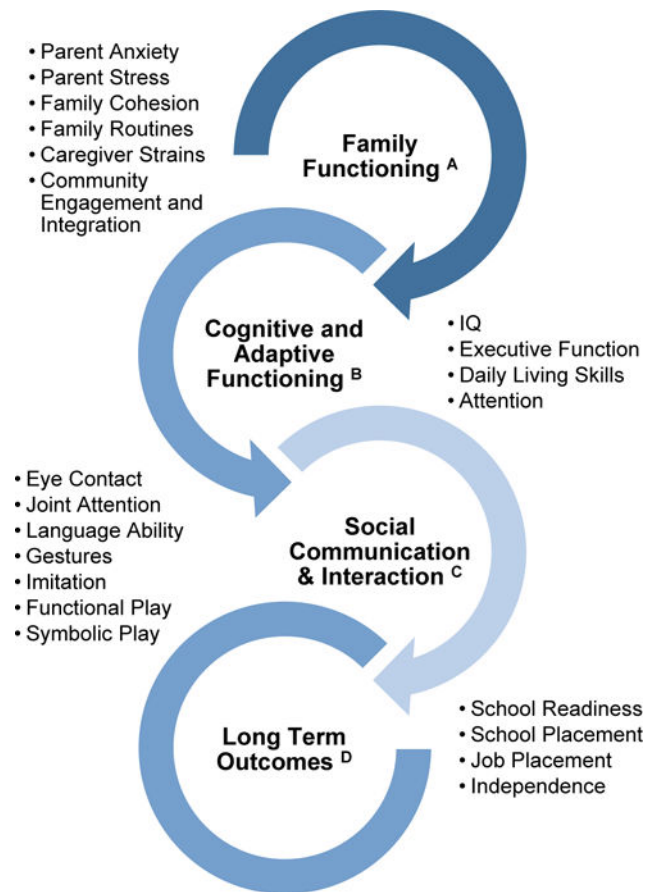 • Parent Anxiety
• Parent Stress
• Family Cohesion
• Family Routines
• Caregiver Strains
• Community
Engagement and
Integration
Family
Functioning A
Cognitive and
Adaptive
Functioning B
• IQ
• Executive Function
• Daily Living Skills
• Attention
• Eye Contact
• Joint Attention
• Language Ability
• Gestures
• Imitation
• Functional Play
• Symbolic Play
Social
Communication
& Interaction C
Long Term
Outcomes D
• School Readiness
• School Placement
• Job Placement
• Independence